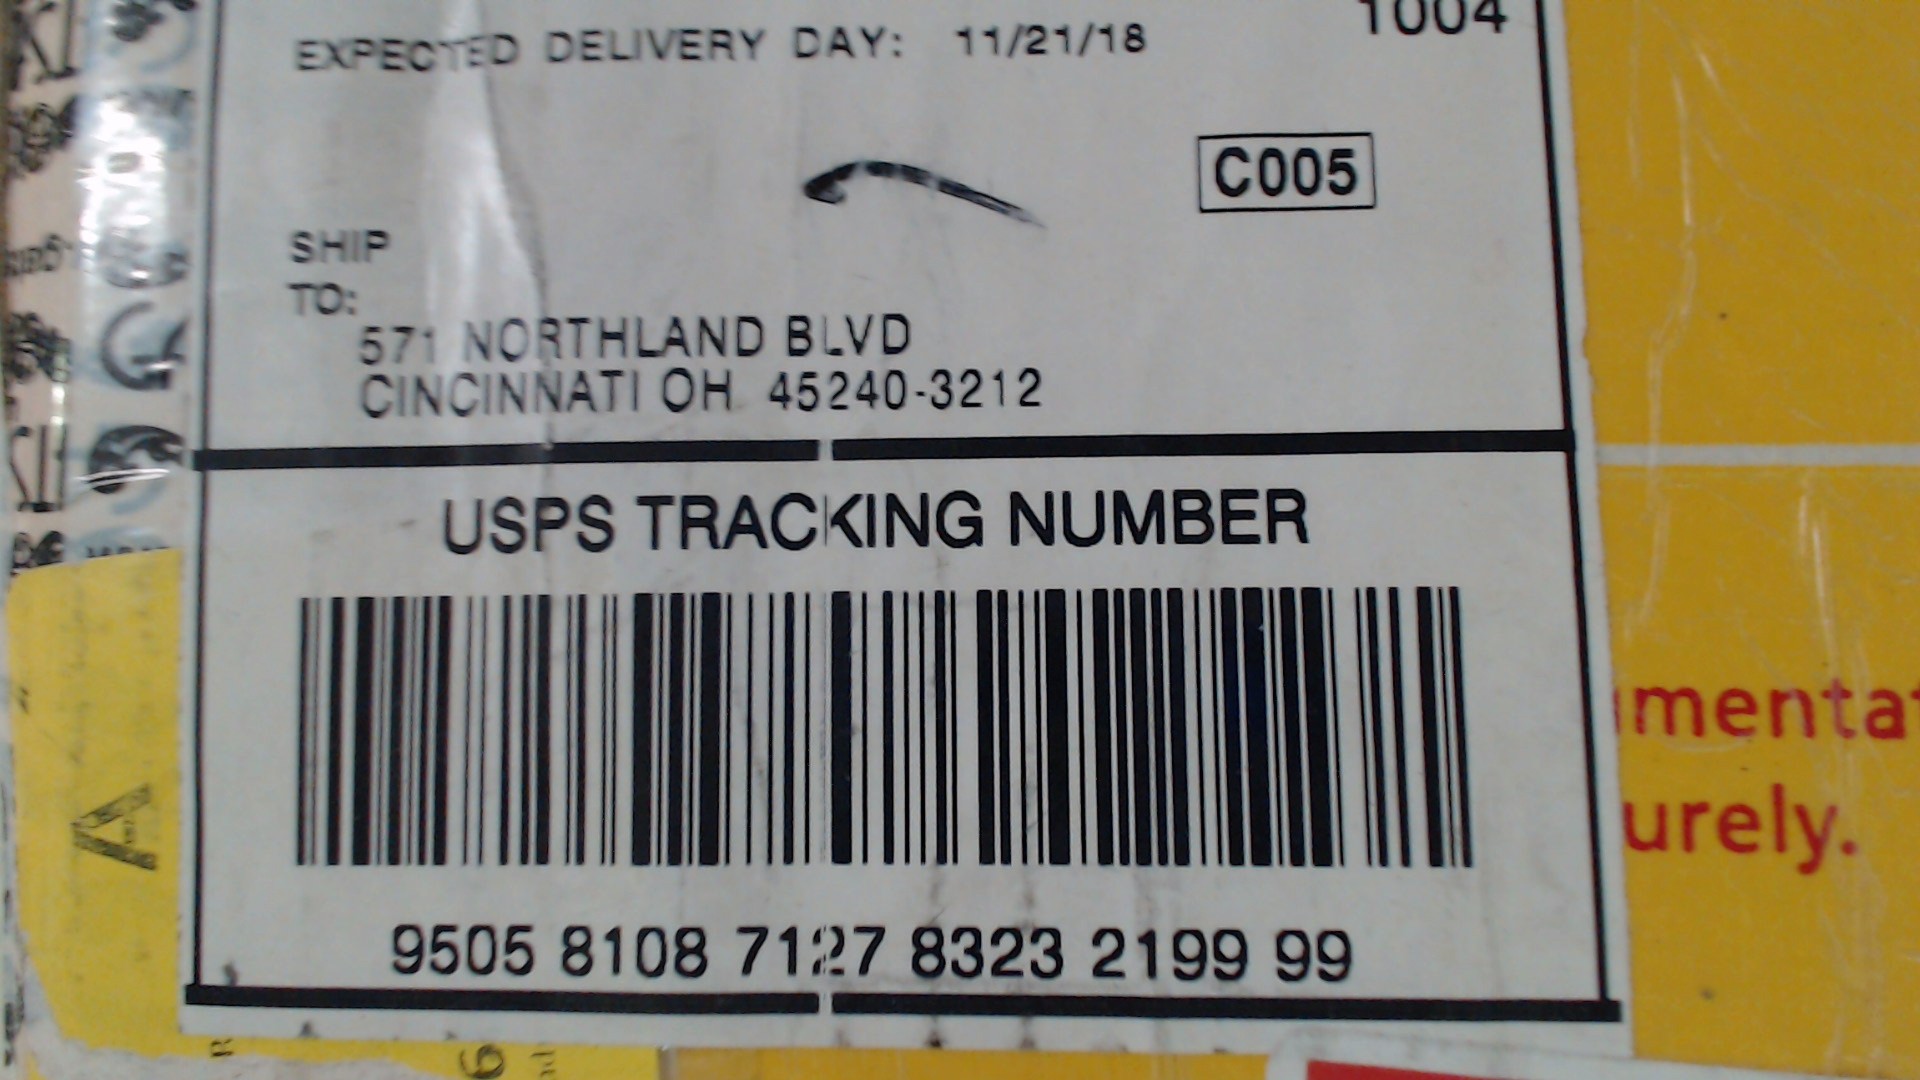 1004
EXPECTED DELIVERY DAY: 11/21/18
C005
SHIP
TO:
571 NORTHLAND BLVD
CINCINNATI OH 45240-3212
USPS TRACKING NUMBER
9505 8108 7127 8323 2199 99
urely.
A